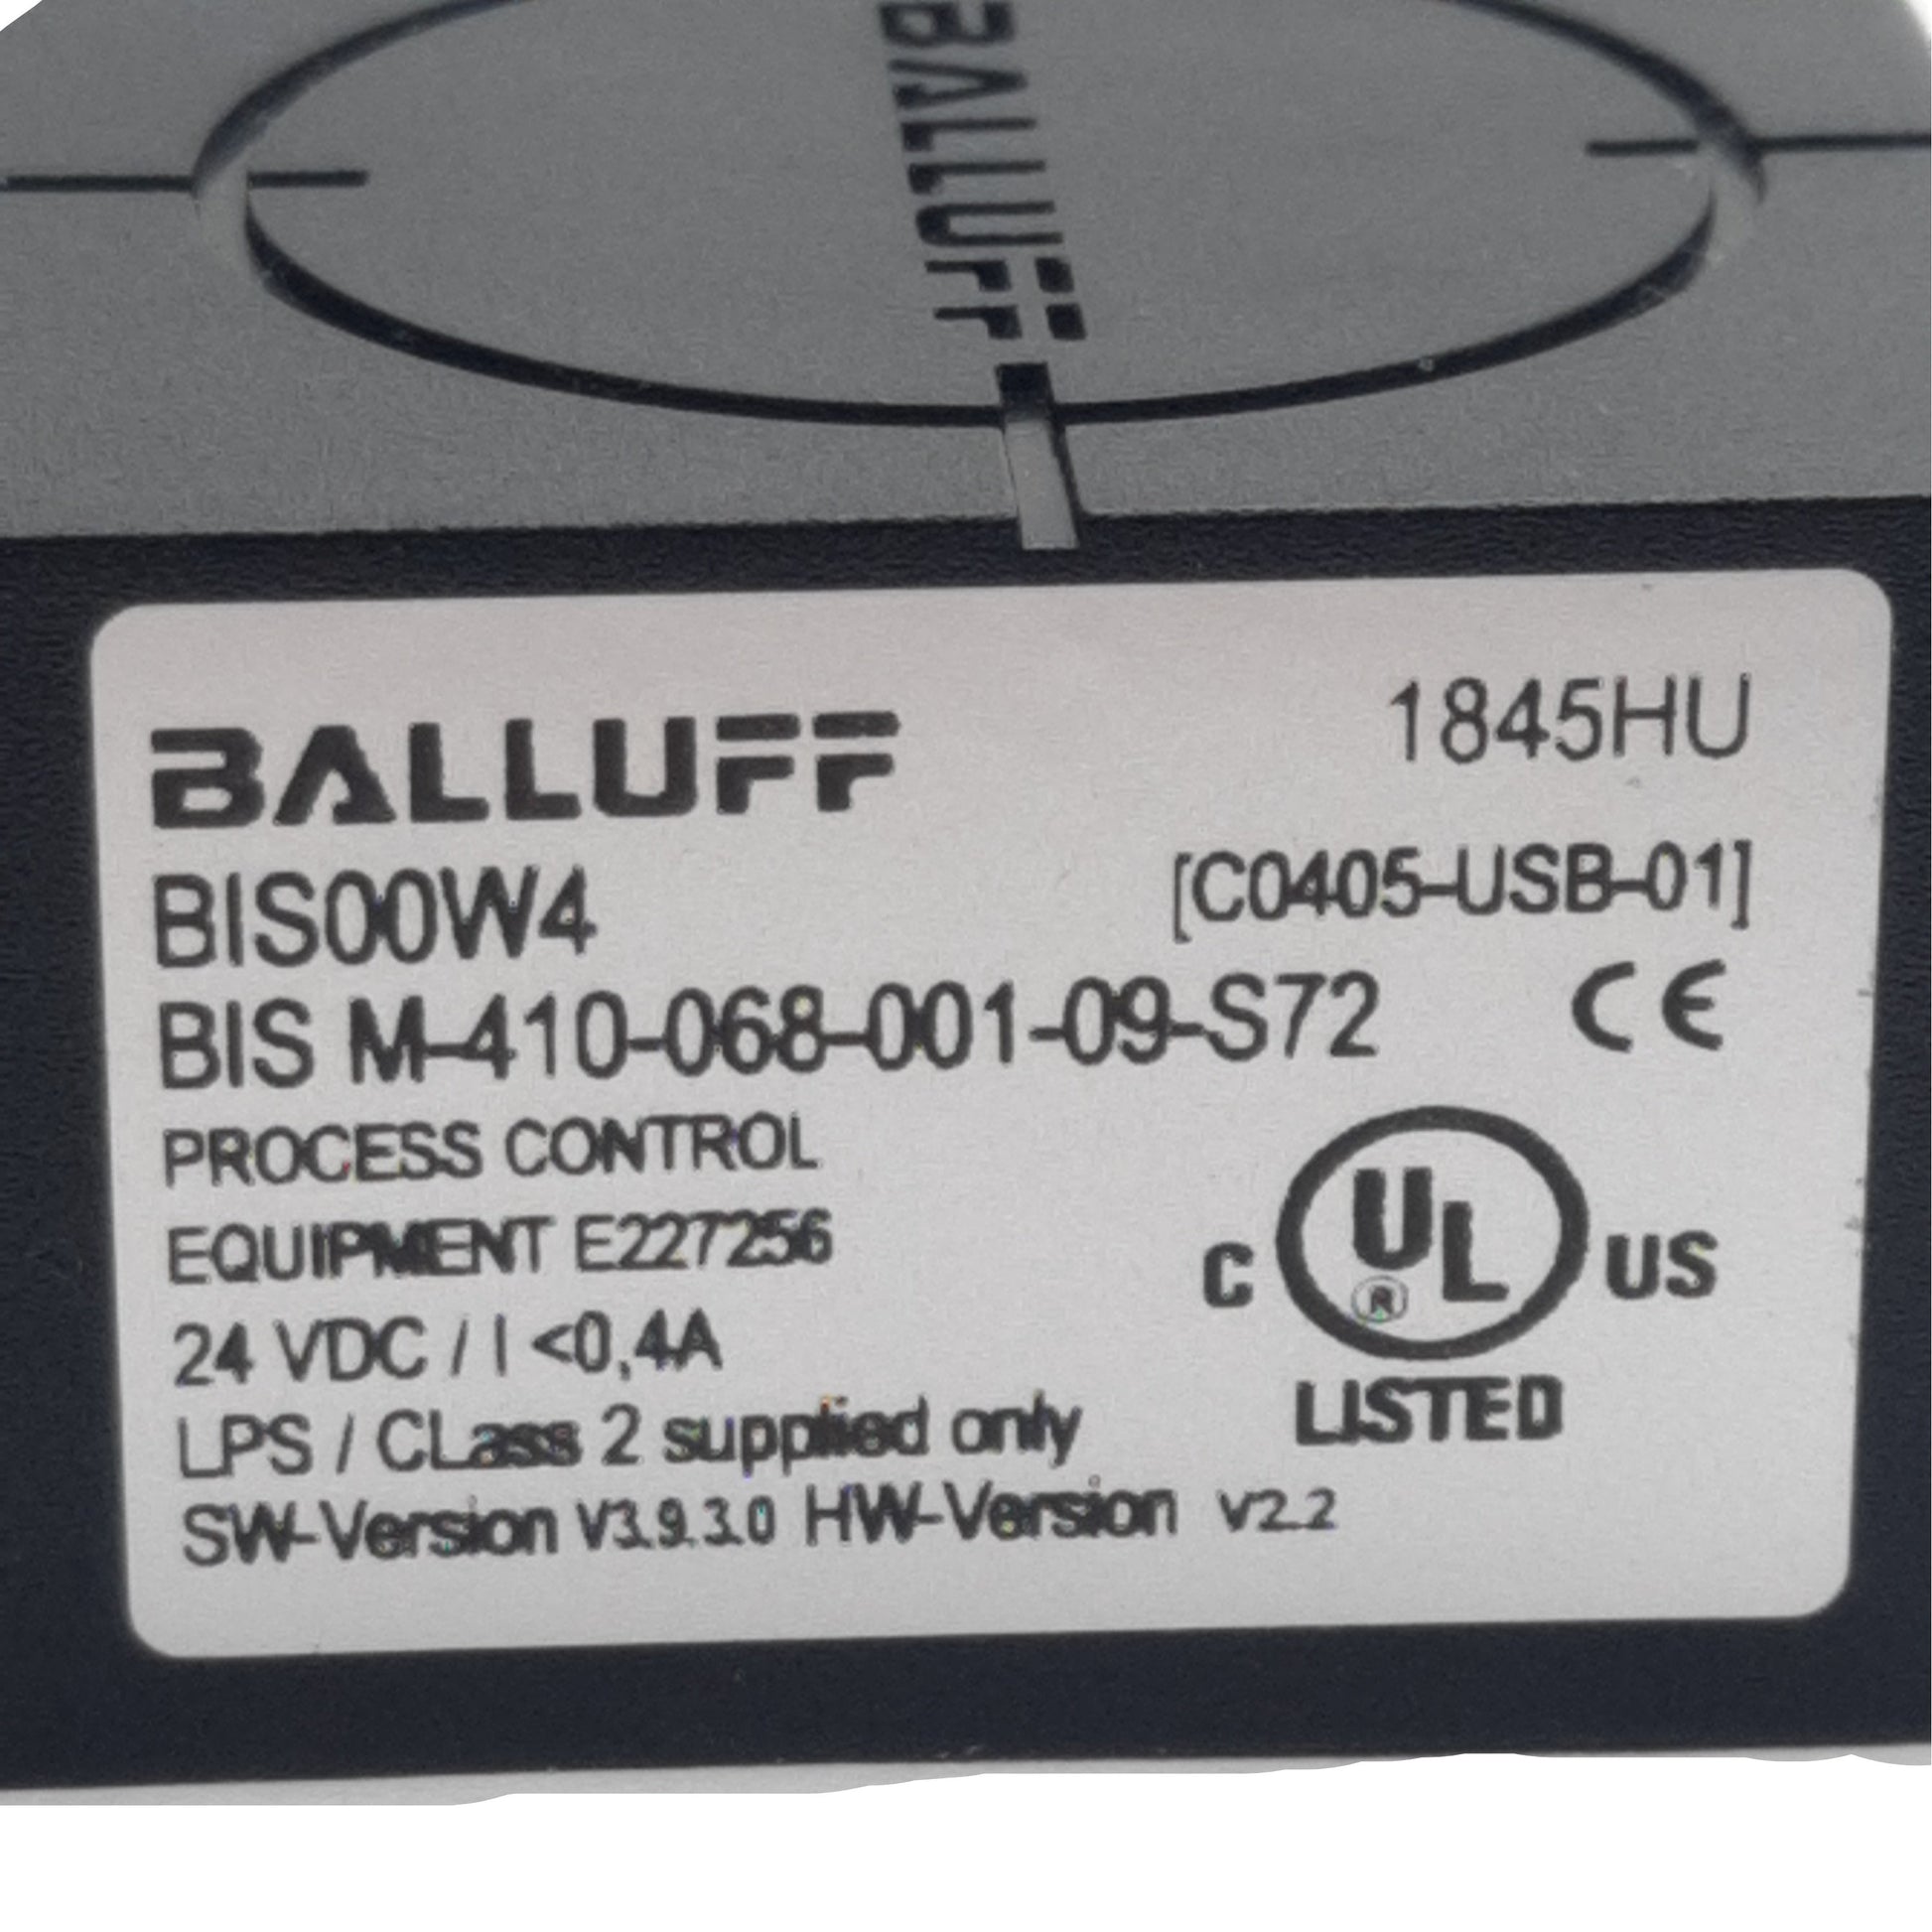 BALLUFF
BALLUFF
1845HU
BIS00W4
[C0405-USB-01]
BIS M-410-068-001-09-S72
CE
PROCESS CONTROL
EQUIPMENT E227256
C UL US
®
LISTED
24 VDC / I <0,4A
LPS / CLass 2 supplied only
SW-Version V3.9.3.0 HW-Version V2.2